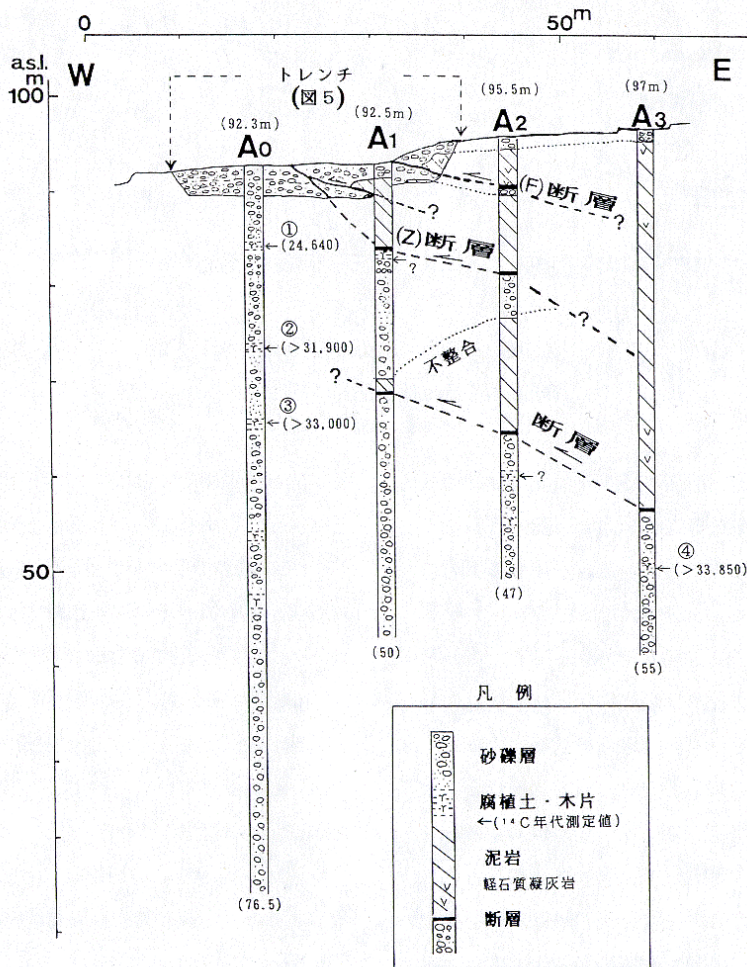 0
50m
a.s.l.
m
W
E
トレンチ
(図5)
100
(92.3m)
(92.5m)
(95.5m)
(97m)
A0
A1
A2
A3
(F)断層
?
?
(Z)断層
①
(24,640)
?
②
(>31,900)
?
不整合
?
③
(>33,000)
断層
?
④
(>33,850)
50
(47)
(50)
(55)
(76.5)
凡 例
砂礫層
腐植土・木片
←(¹⁴C年代測定値)
泥岩
軽石質凝灰岩
断層